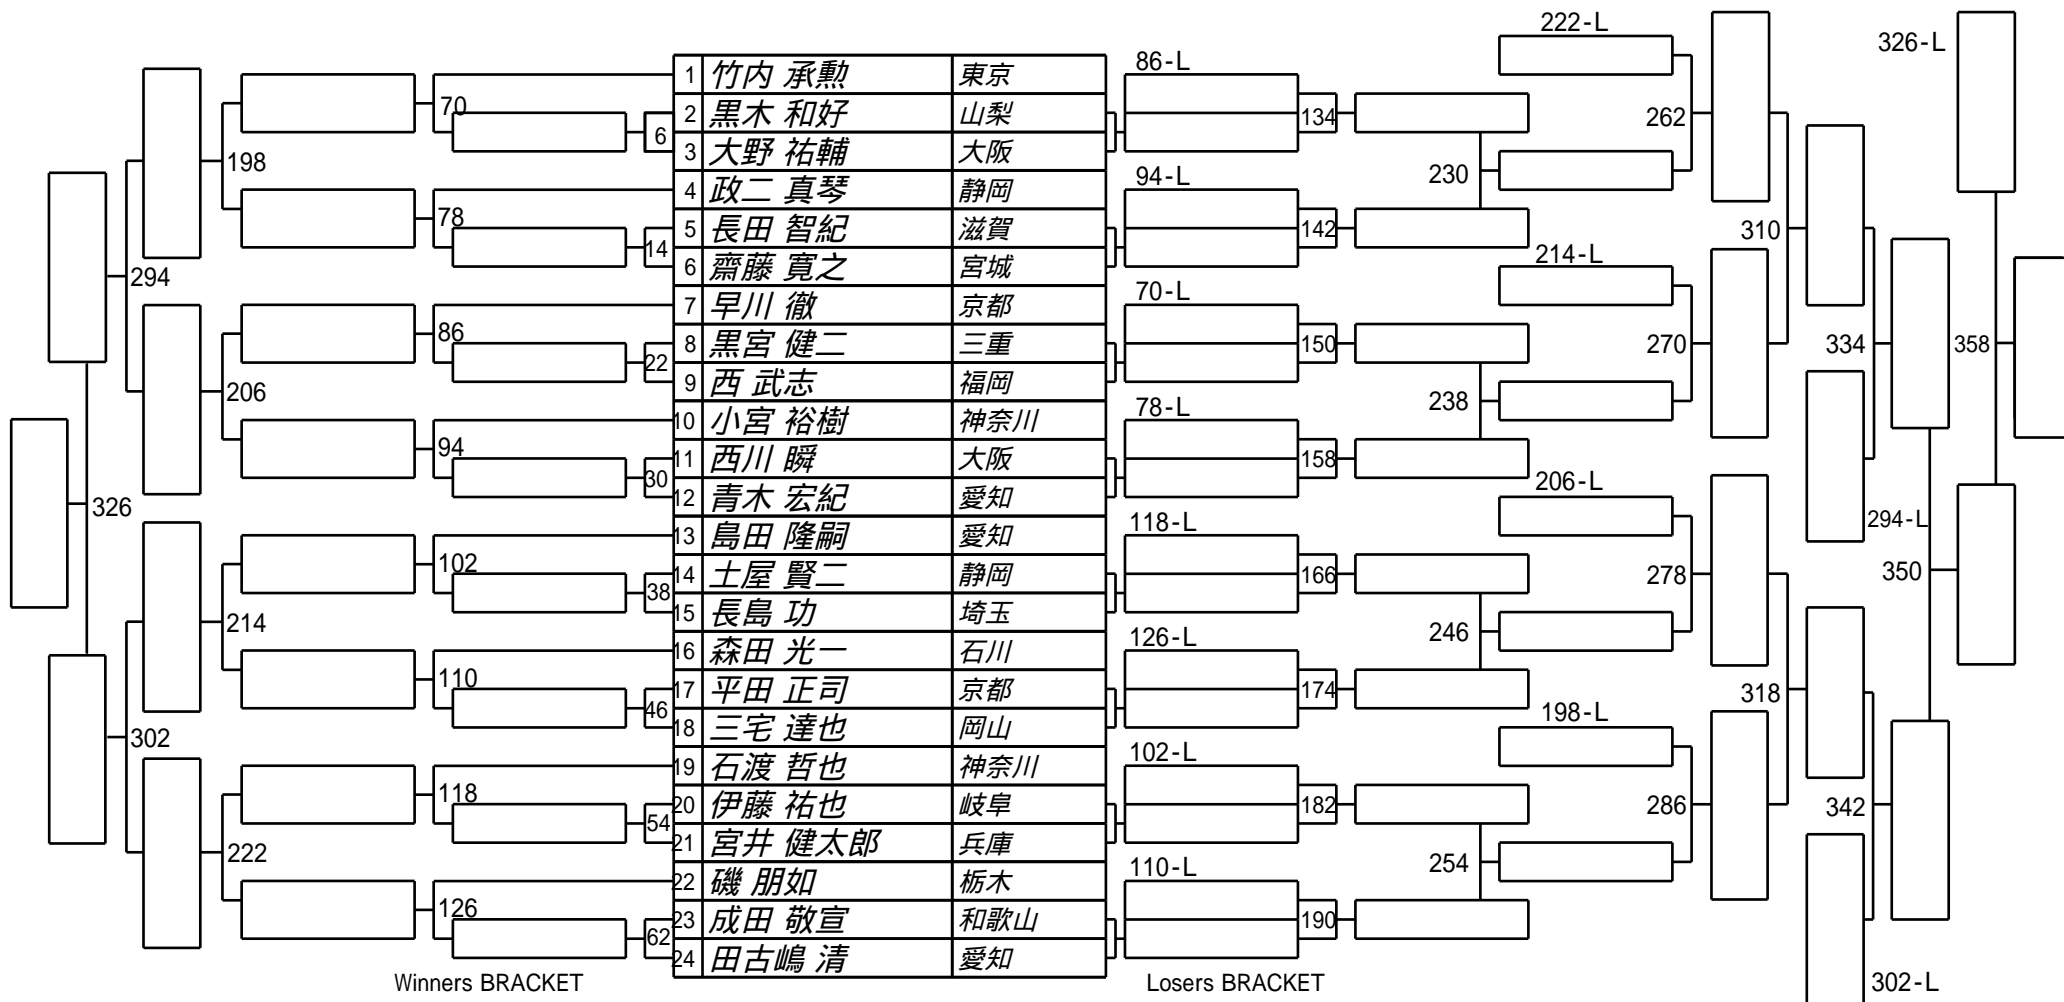 222-L
326-L
86-L
1 竹内 承勲 東京
70
2 黒木 和好 山梨
134
262
6
3 大野 祐輔 大阪
198
94-L
230
4 政二 真琴 静岡
78
5 長田 智紀 滋賀
142
310
14
6 齋藤 寛之 宮城
214-L
294
70-L
7 早川 徹 京都
86
8 黒宮 健二 三重
150
270
334
358
22
9 西 武志 福岡
206
78-L
238
10 小宮 裕樹 神奈川
94
11 西川 瞬 大阪
158
30
12 青木 宏紀 愛知
206-L
326
118-L
294-L
13 島田 隆嗣 愛知
102
14 土屋 賢二 静岡
166
278
350
38
15 長島 功 埼玉
214
126-L
246
16 森田 光一 石川
110
17 平田 正司 京都
174
318
46
18 三宅 達也 岡山
198-L
302
102-L
19 石渡 哲也 神奈川
118
20 伊藤 祐也 岐阜
182
286
342
54
21 宮井 健太郎 兵庫
222
110-L
254
22 磯 朋如 栃木
126
23 成田 敬宣 和歌山
190
62
24 田古嶋 清 愛知
Winners BRACKET
Losers BRACKET
302-L